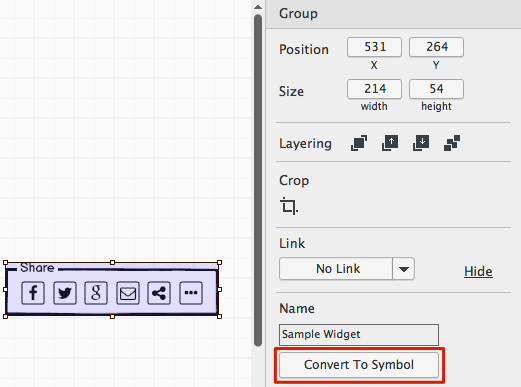 Group
Position 531 264
X Y
Size 214 54
width height
Layering
Crop
Link
No Link Hide
Name
Sample Widget
Convert To Symbol
Share
f g